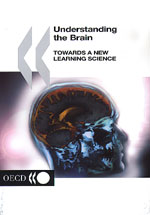 Understanding
the Brain
TOWARDS A NEW
LEARNING SCIENCE
OECD